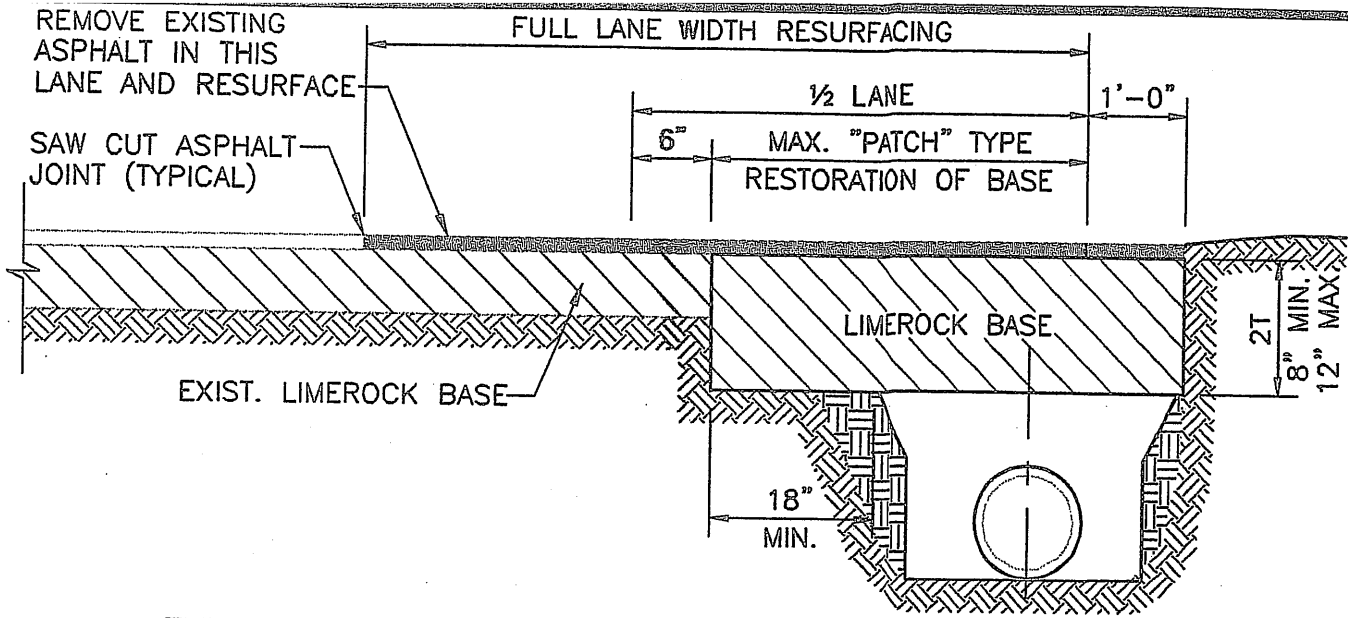 REMOVE EXISTING
ASPHALT IN THIS
LANE AND RESURFACE
SAW CUT ASPHALT
JOINT (TYPICAL)
FULL LANE WIDTH RESURFACING
½ LANE
1'-0"
6"
MAX. "PATCH" TYPE
RESTORATION OF BASE
LIMEROCK BASE
2T
8" MIN.
12" MAX.
EXIST. LIMEROCK BASE
18"
MIN.